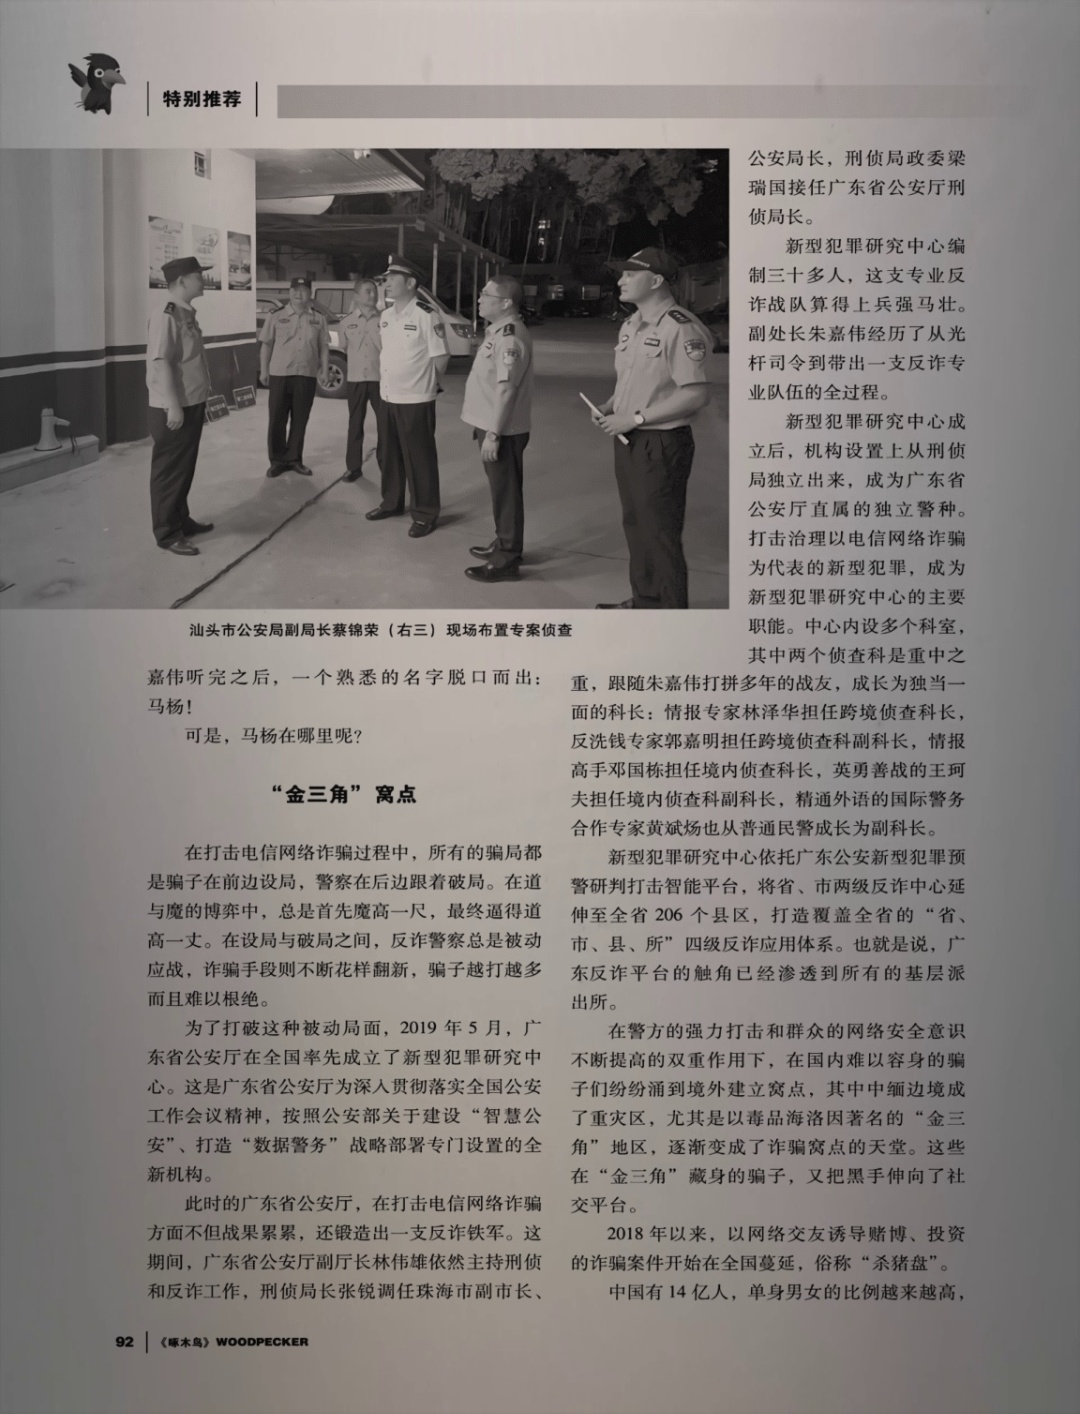 特别推荐
汕头市公安局副局长蔡锦荣（右三）现场布置专案侦查
嘉伟听完之后，一个熟悉的名字脱口而出：
马杨！
可是，马杨在哪里呢？
“金三角”窝点
在打击电信网络诈骗过程中，所有的骗局都
是骗子在前边设局，警察在后边跟着破局。在道
与魔的博弈中，总是首先魔高一尺，最终逼得道
高一丈。在设局与破局之间，反诈警察总是被动
应战，诈骗手段则不断花样翻新，骗子越打越多
而且难以根绝。
为了打破这种被动局面，2019 年 5 月，广
东省公安厅在全国率先成立了新型犯罪研究中
心。这是广东省公安厅为深入贯彻落实全国公安
工作会议精神，按照公安部关于建设“智慧公
安”、打造“数据警务”战略部署专门设置的全
新机构。
此时的广东省公安厅，在打击电信网络诈骗
方面不但战果累累，还锻造出一支反诈铁军。这
期间，广东省公安厅副厅长林伟雄依然主持刑侦
和反诈工作，刑侦局长张锐调任珠海市副市长、
公安局长，刑侦局政委梁
瑞国接任广东省公安厅刑
侦局长。
新型犯罪研究中心编
制三十多人，这支专业反
诈战队算得上兵强马壮。
副处长朱嘉伟经历了从光
杆司令到带出一支反诈专
业队伍的全过程。
新型犯罪研究中心成
立后，机构设置上从刑侦
局独立出来，成为广东省
公安厅直属的独立警种。
打击治理以电信网络诈骗
为代表的新型犯罪，成为
新型犯罪研究中心的主要
职能。中心内设多个科室，
其中两个侦查科是重中之
重，跟随朱嘉伟打拼多年的战友，成长为独当一
面的科长：情报专家林泽华担任跨境侦查科长，
反洗钱专家郭嘉明担任跨境侦查科副科长，情报
高手邓国栋担任境内侦查科长，英勇善战的王珂
夫担任境内侦查科副科长，精通外语的国际警务
合作专家黄斌炀也从普通民警成长为副科长。
新型犯罪研究中心依托广东公安新型犯罪预
警研判打击智能平台，将省、市两级反诈中心延
伸至全省 206 个县区，打造覆盖全省的“省、
市、县、所”四级反诈应用体系。也就是说，广
东反诈平台的触角已经渗透到所有的基层派
出所。
在警方的强力打击和群众的网络安全意识
不断提高的双重作用下，在国内难以容身的骗
子们纷纷涌到境外建立窝点，其中中缅边境成
了重灾区，尤其是以毒品海洛因著名的“金三
角”地区，逐渐变成了诈骗窝点的天堂。这些
在“金三角”藏身的骗子，又把黑手伸向了社
交平台。
2018 年以来，以网络交友诱导赌博、投资
的诈骗案件开始在全国蔓延，俗称“杀猪盘”。
中国有 14 亿人，单身男女的比例越来越高，
92 《啄木鸟》WOODPECKER